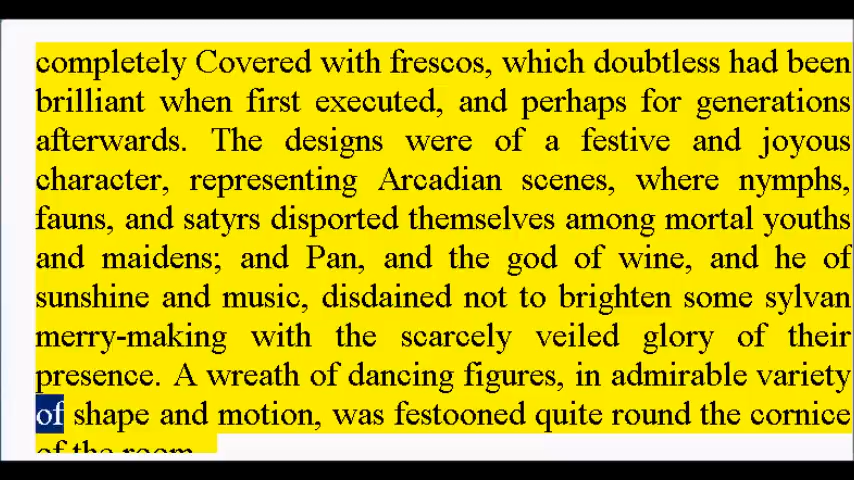 completely Covered with frescos, which doubtless had been
brilliant when first executed, and perhaps for generations
afterwards. The designs were of a festive and joyous
character, representing Arcadian scenes, where nymphs,
fauns, and satyrs disported themselves among mortal youths
and maidens; and Pan, and the god of wine, and he of
sunshine and music, disdained not to brighten some sylvan
merry-making with the scarcely veiled glory of their
presence. A wreath of dancing figures, in admirable variety
of shape and motion, was festooned quite round the cornice
of the room.